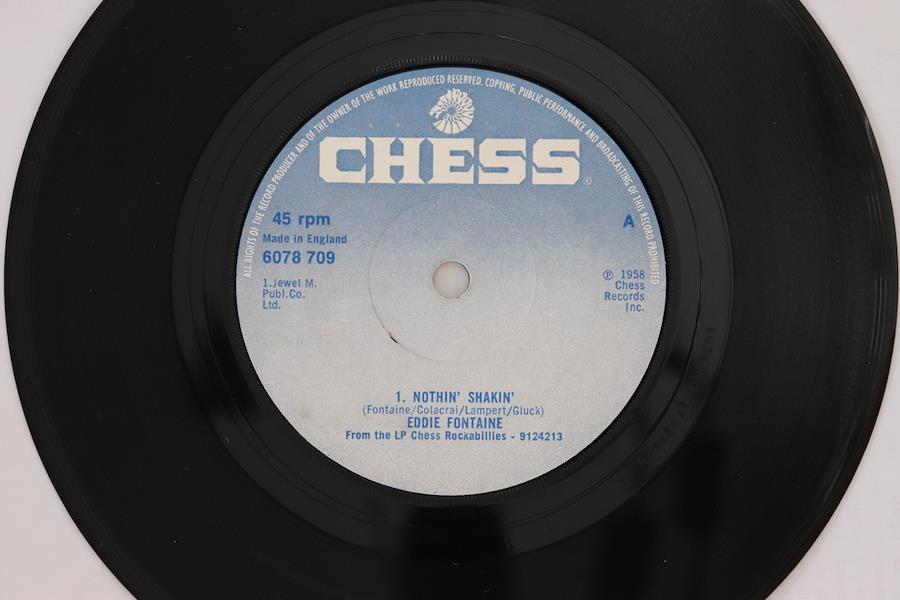 ALL RIGHTS OF THE RECORD PRODUCER AND OF THE OWNER OF THE WORK REPRODUCED RESERVED. COPYING, PUBLIC PERFORMANCE AND BROADCASTING OF THIS RECORD PROHIBITED
CHESS
45 rpm
Made in England
6078 709
A
1.Jewel M.
Publ.Co.
Ltd.
℗ 1958
Chess
Records
Inc.
1. NOTHIN' SHAKIN'
(Fontaine/Colacrai/Lampert/Gluck)
EDDIE FONTAINE
From the LP Chess Rockabillies - 9124213